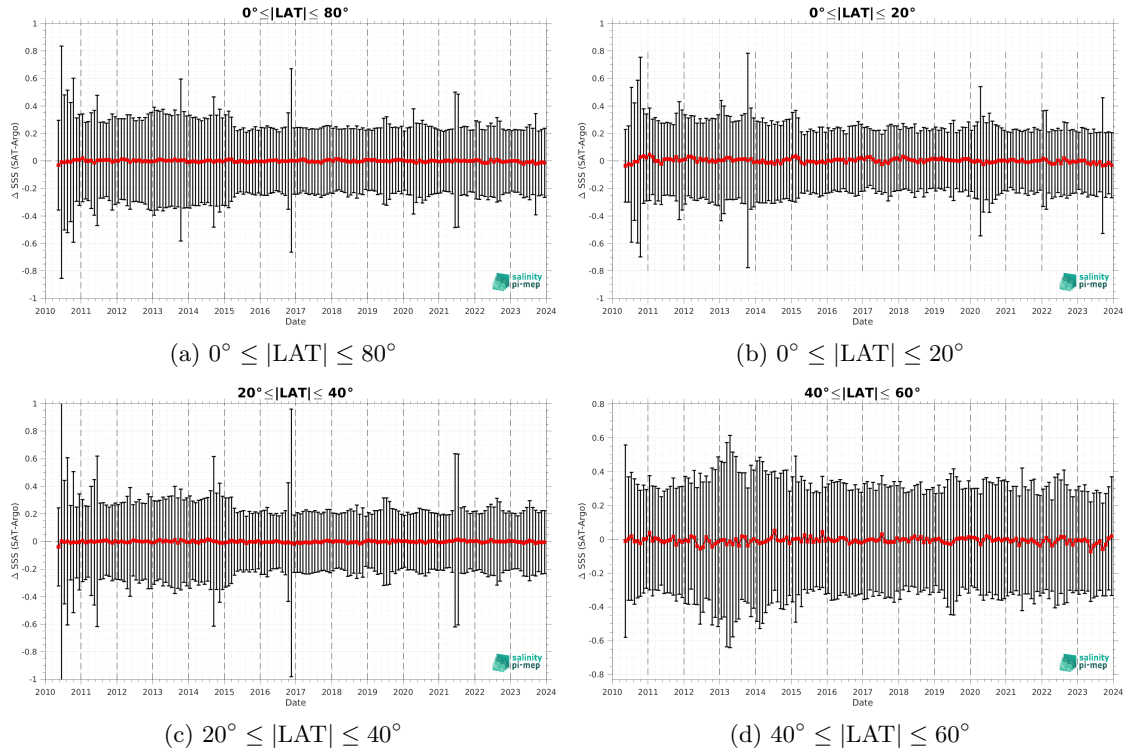 0°≤|LAT|≤ 80°
1
0.8
0.6
0.4
0.2
0
-0.2
-0.4
-0.6
-0.8
-1
Δ SSS (SAT-Argo)
salinity
pi-mep
2010 2011 2012 2013 2014 2015 2016 2017 2018 2019 2020 2021 2022 2023 2024
Date
(a) 0° ≤ |LAT| ≤ 80°
0°≤|LAT|≤ 20°
1
0.8
0.6
0.4
0.2
0
-0.2
-0.4
-0.6
-0.8
-1
Δ SSS (SAT-Argo)
salinity
pi-mep
2010 2011 2012 2013 2014 2015 2016 2017 2018 2019 2020 2021 2022 2023 2024
Date
(b) 0° ≤ |LAT| ≤ 20°
20°≤|LAT|≤ 40°
1
0.8
0.6
0.4
0.2
0
-0.2
-0.4
-0.6
-0.8
-1
Δ SSS (SAT-Argo)
salinity
pi-mep
2010 2011 2012 2013 2014 2015 2016 2017 2018 2019 2020 2021 2022 2023 2024
Date
(c) 20° ≤ |LAT| ≤ 40°
40°≤|LAT|≤ 60°
0.8
0.6
0.4
0.2
0
-0.2
-0.4
-0.6
-0.8
Δ SSS (SAT-Argo)
salinity
pi-mep
2010 2011 2012 2013 2014 2015 2016 2017 2018 2019 2020 2021 2022 2023 2024
Date
(d) 40° ≤ |LAT| ≤ 60°